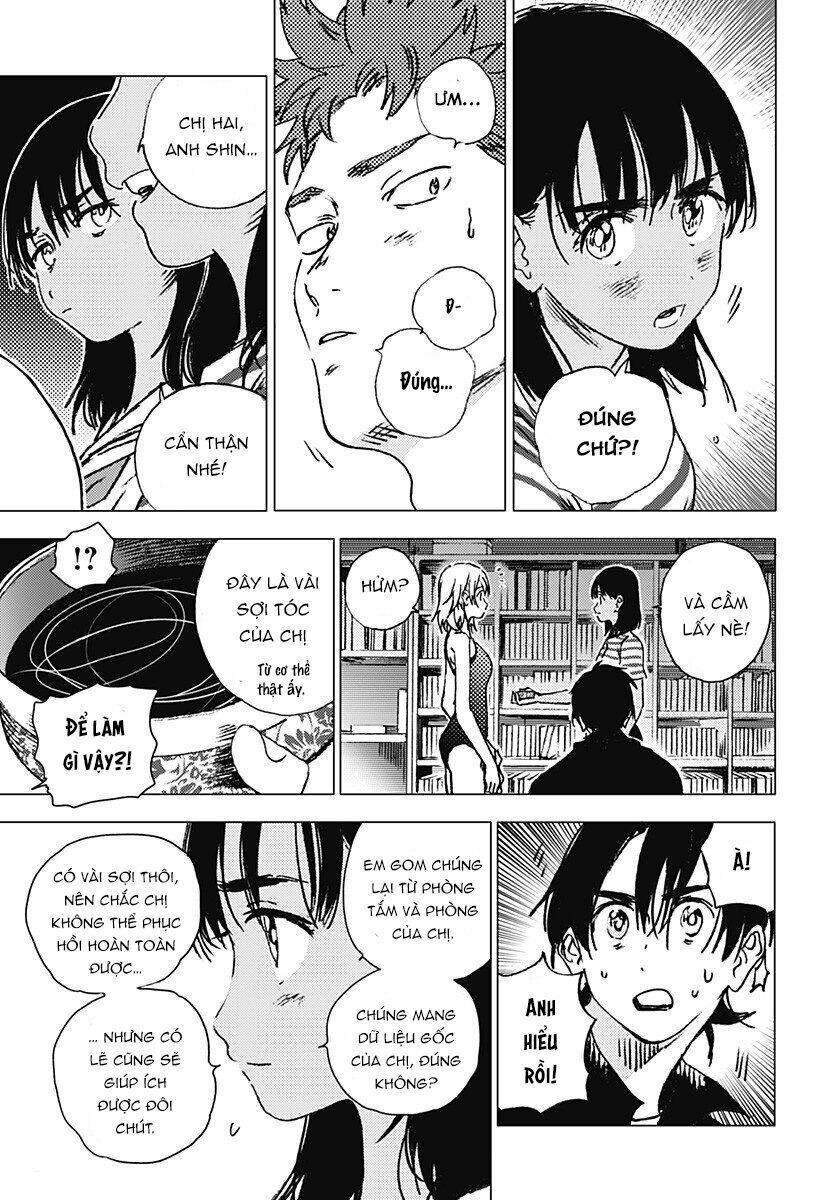 ĐÚNG
CHỨ?!
ƯM...
Đ-
Đúng...
CHỊ HAI,
ANH SHIN...
CẨN THẬN
NHÉ!
VÀ CẦM
LẤY NÈ!
HỬM?
ĐÂY LÀ VÀI
SỢI TÓC
CỦA CHỊ
Từ cơ thể
thật ấy.
!?
ĐỂ LÀM
GÌ VẬY?!
À!
ANH
HIỂU
RỒI!
EM GOM CHÚNG
LẠI TỪ PHÒNG
TẮM VÀ PHÒNG
CỦA CHỊ.
CHÚNG MANG
DỮ LIỆU GỐC
CỦA CHỊ, ĐÚNG
KHÔNG?
CÓ VÀI SỢI THÔI,
NÊN CHẮC CHỊ
KHÔNG THỂ PHỤC
HỒI HOÀN TOÀN
ĐƯỢC...
... NHƯNG CÓ
LẼ CŨNG SẼ
GIÚP ÍCH
ĐƯỢC ĐÔI
CHÚT.